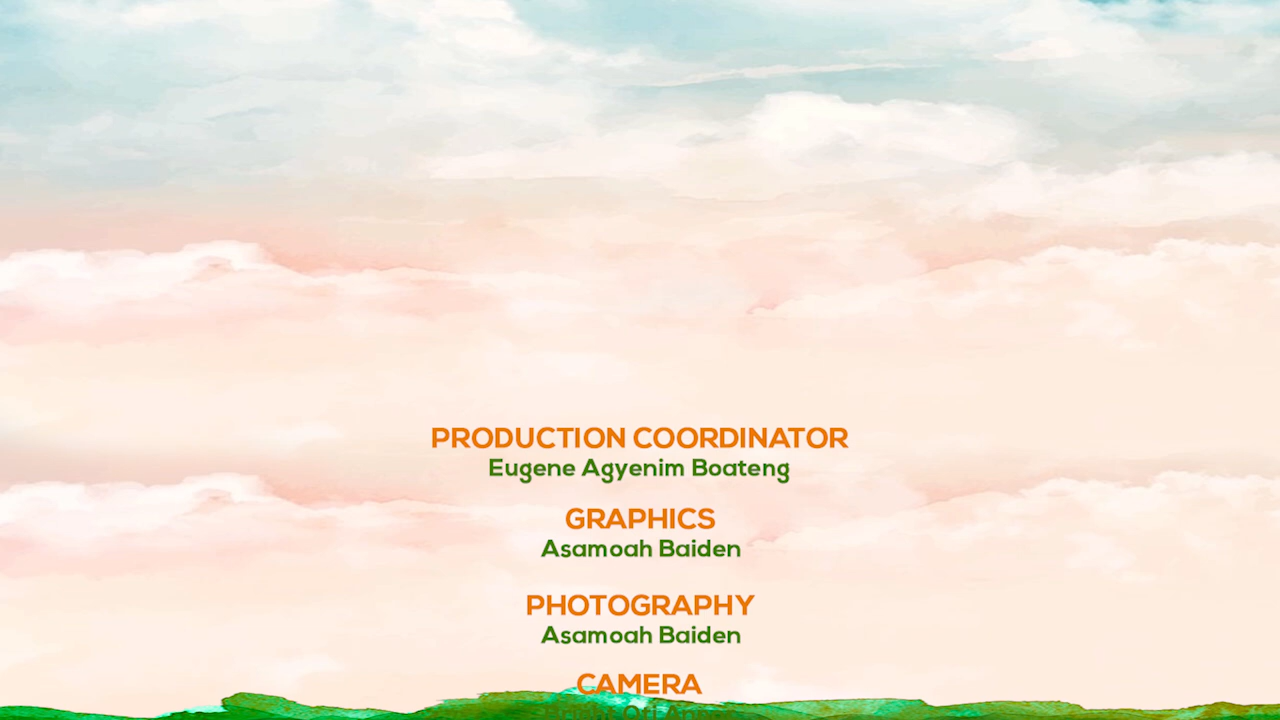 PRODUCTION COORDINATOR
Eugene Agyenim Boateng
GRAPHICS
Asamoah Baiden
PHOTOGRAPHY
Asamoah Baiden
CAMERA